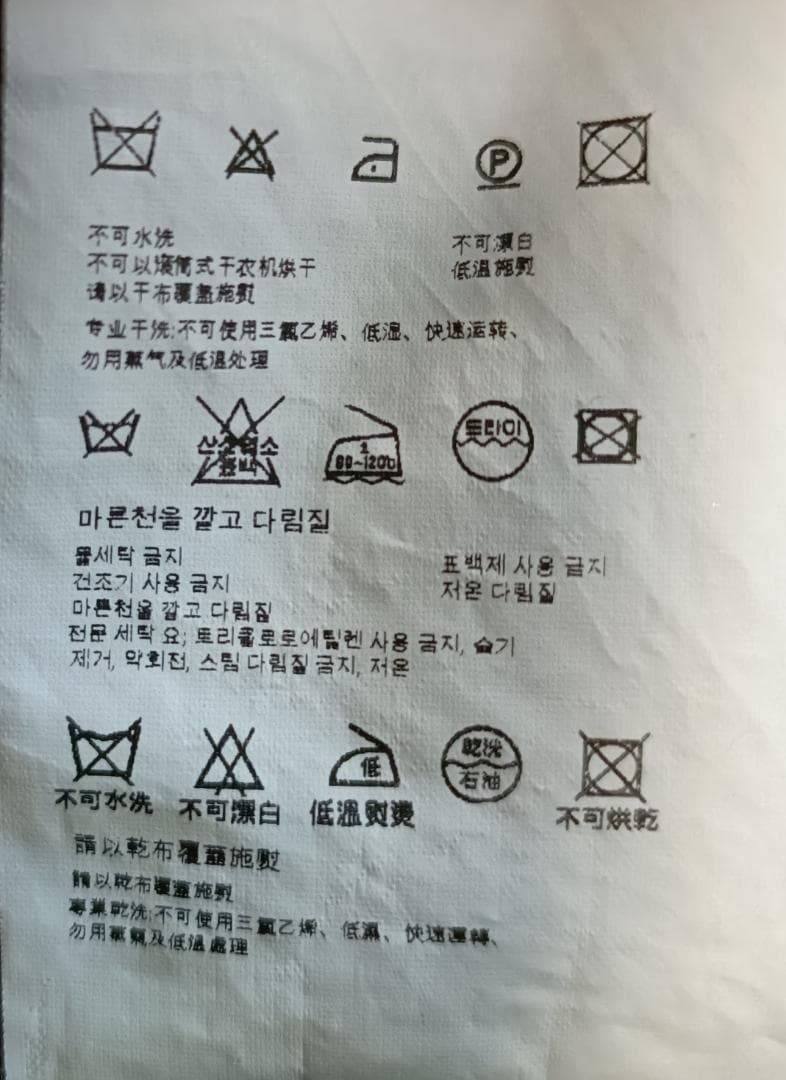 P
不可水洗
不可漂白
不可以滚筒式干衣机烘干
低温施熨
请以干布覆盖施熨
专业干洗:不可使用三氯乙烯、低湿、快速运转、
勿用蒸气及低温处理
산소염소
표백
2
80~120℃
드라이
마른천을 깔고 다림질
물세탁 금지
표백제 사용 금지
건조기 사용 금지
저온 다림질
마른천을 깔고 다림질
전문 세탁 요; 트리클로로에틸렌 사용 금지, 습기
제거, 약회전, 스팀 다림질 금지, 저온
低
乾洗
石油
不可水洗
不可漂白
低溫熨燙
不可烘乾
請以乾布覆蓋施熨
請以乾布覆蓋施熨
專業乾洗:不可使用三氯乙烯、低濕、快速運轉、
勿用蒸氣及低溫處理